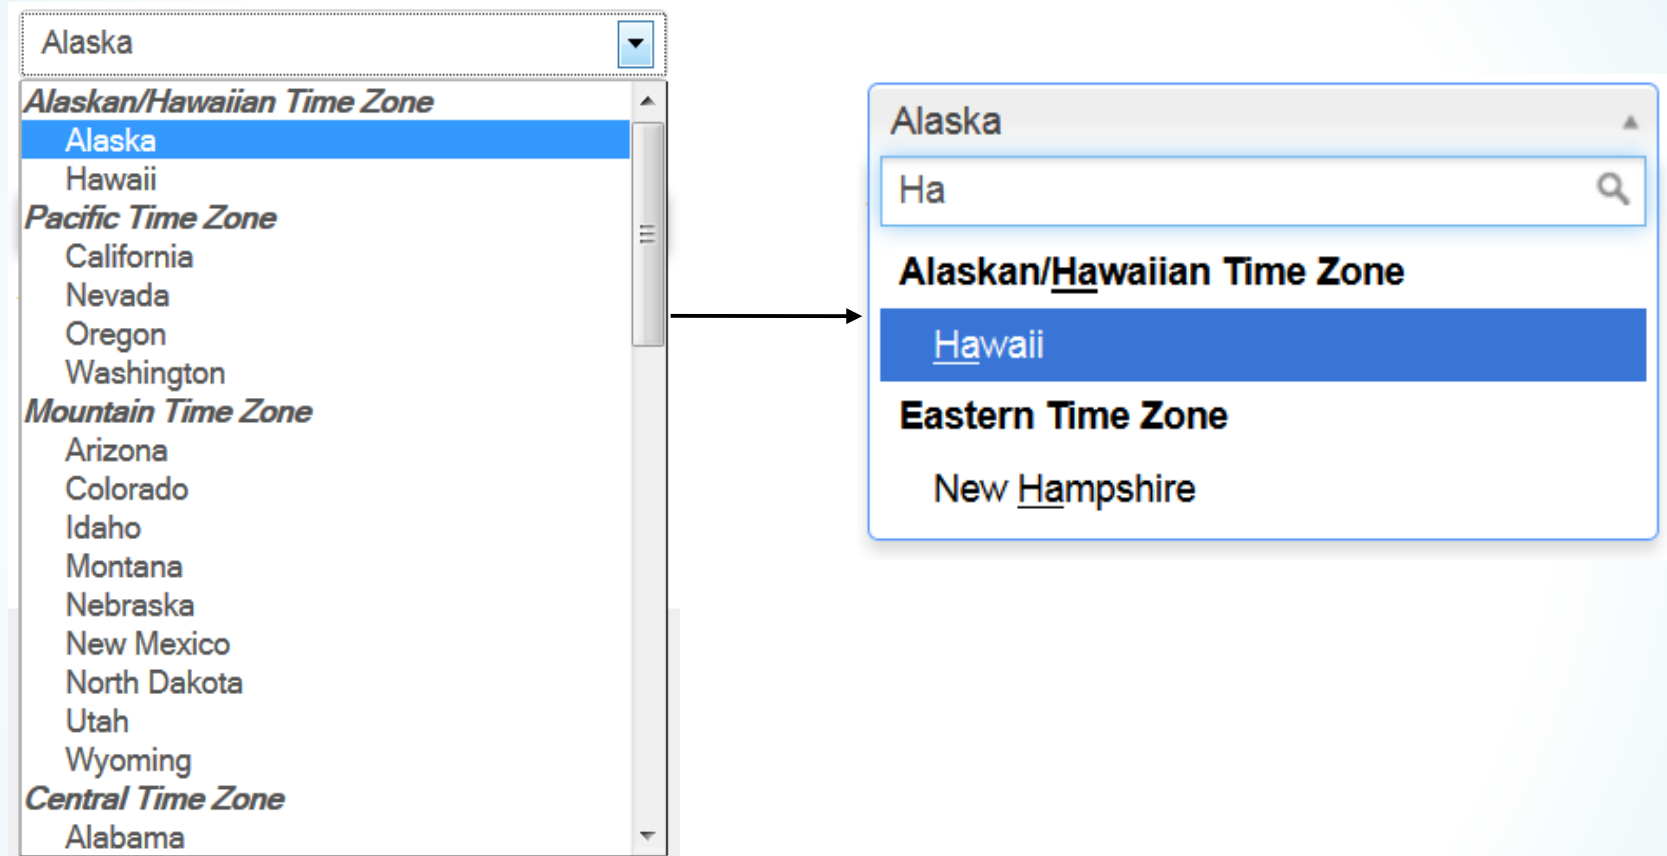 Alaska
Alaskan/Hawaiian Time Zone
Alaska
Hawaii
Pacific Time Zone
California
Nevada
Oregon
Washington
Mountain Time Zone
Arizona
Colorado
Idaho
Montana
Nebraska
New Mexico
North Dakota
Utah
Wyoming
Central Time Zone
Alabama
Alaska
Ha
Alaskan/Hawaiian Time Zone
Hawaii
Eastern Time Zone
New Hampshire